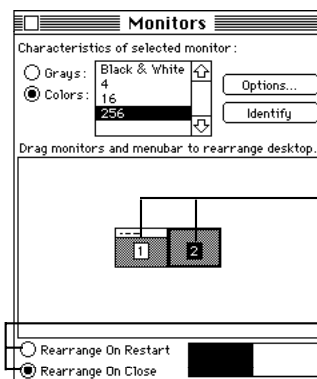 Monitors
Characteristics of selected monitor:
Grays:
Colors:
Black & White
4
16
256
Options...
Identify
Drag monitors and menubar to rearrange desktop.
1
2
Rearrange On Restart
Rearrange On Close